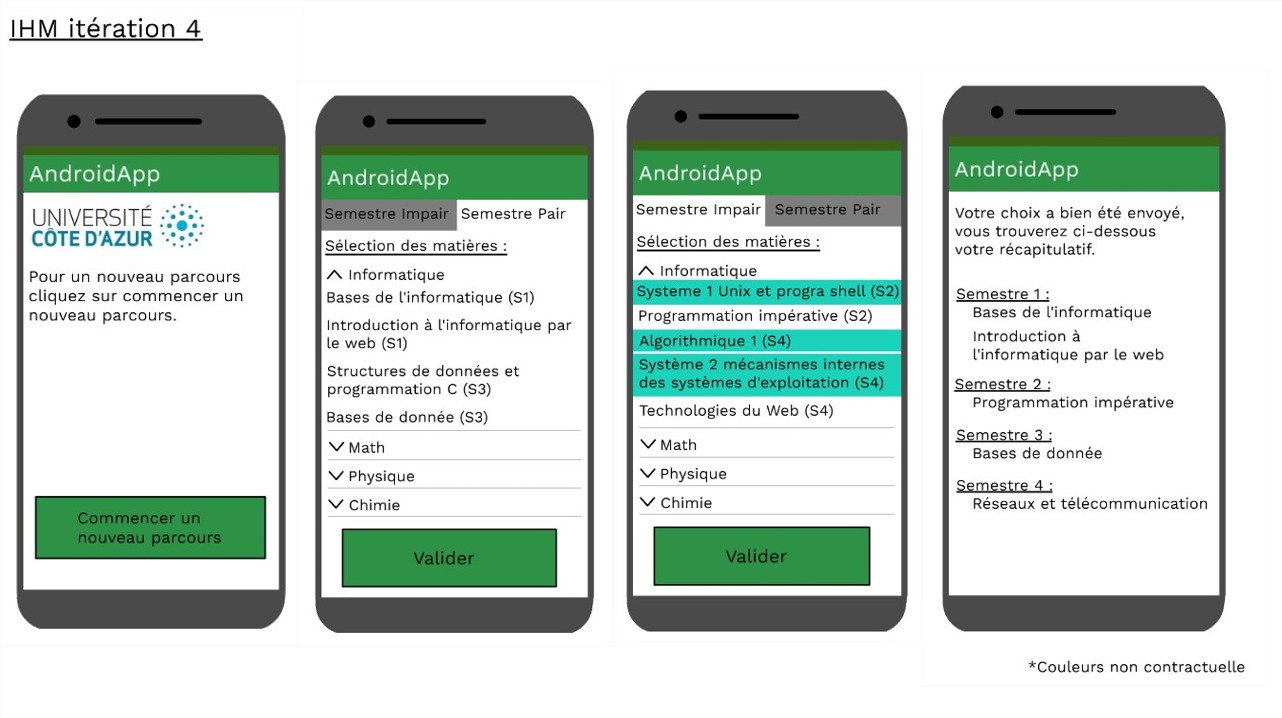 IHM itération 4
AndroidApp
UNIVERSITÉ
CÔTE D'AZUR
Pour un nouveau parcours
cliquez sur commencer un
nouveau parcours.
Commencer un
nouveau parcours
AndroidApp
Semestre Impair
Semestre Pair
Sélection des matières :
Informatique
Bases de l'informatique (S1)
Introduction à l'informatique par
le web (S1)
Structures de données et
programmation C (S3)
Bases de donnée (S3)
Math
Physique
Chimie
Valider
AndroidApp
Semestre Impair
Semestre Pair
Sélection des matières :
Informatique
Systeme 1 Unix et progra shell (S2)
Programmation impérative (S2)
Algorithmique 1 (S4)
Système 2 mécanismes internes
des systèmes d'exploitation (S4)
Technologies du Web (S4)
Math
Physique
Chimie
Valider
AndroidApp
Votre choix a bien été envoyé,
vous trouverez ci-dessous
votre récapitulatif.
Semestre 1 :
Bases de l'informatique
Introduction à
l'informatique par le web
Semestre 2 :
Programmation impérative
Semestre 3 :
Bases de donnée
Semestre 4 :
Réseaux et télécommunication
*Couleurs non contractuelle